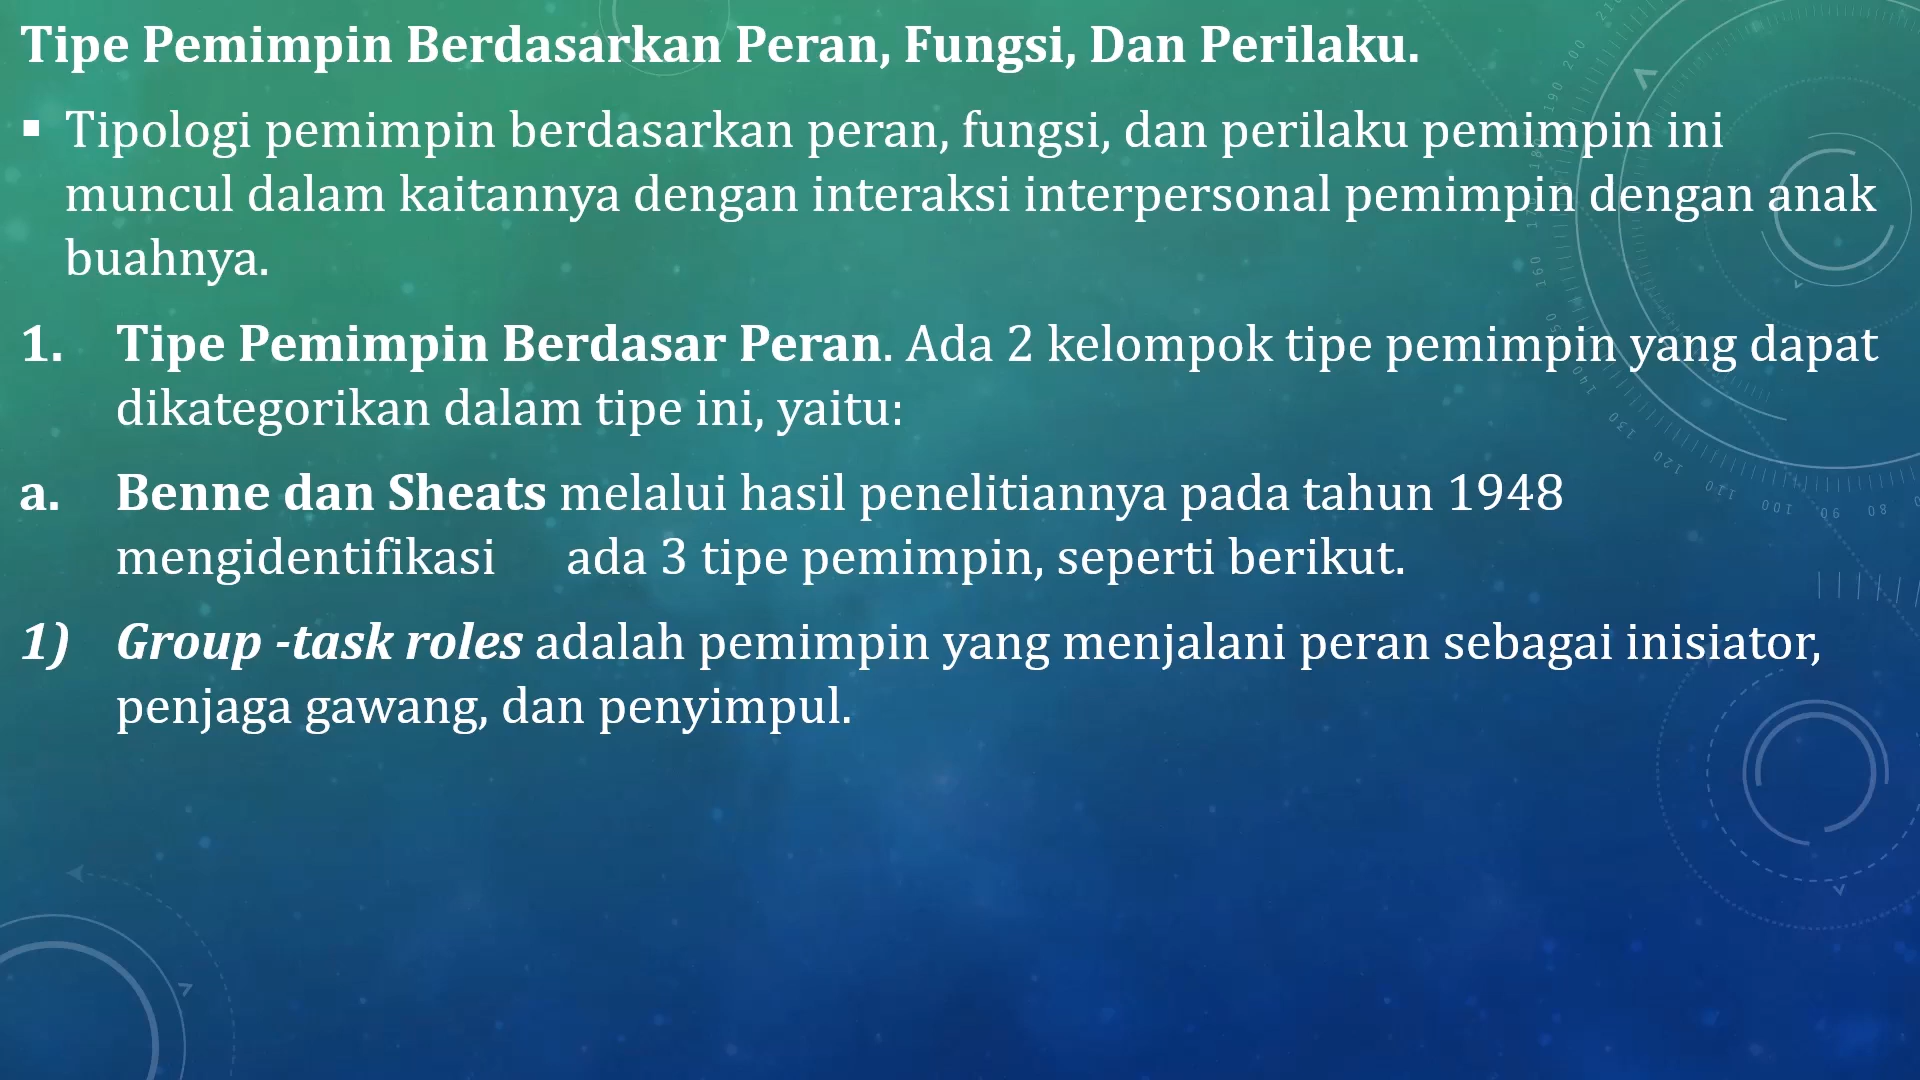 Tipe Pemimpin Berdasarkan Peran, Fungsi, Dan Perilaku.
▪ Tipologi pemimpin berdasarkan peran, fungsi, dan perilaku pemimpin ini
muncul dalam kaitannya dengan interaksi interpersonal pemimpin dengan anak
buahnya.
1. Tipe Pemimpin Berdasar Peran. Ada 2 kelompok tipe pemimpin yang dapat
dikategorikan dalam tipe ini, yaitu:
a. Benne dan Sheats melalui hasil penelitiannya pada tahun 1948
mengidentifikasi ada 3 tipe pemimpin, seperti berikut.
1) Group -task roles adalah pemimpin yang menjalani peran sebagai inisiator,
penjaga gawang, dan penyimpul.